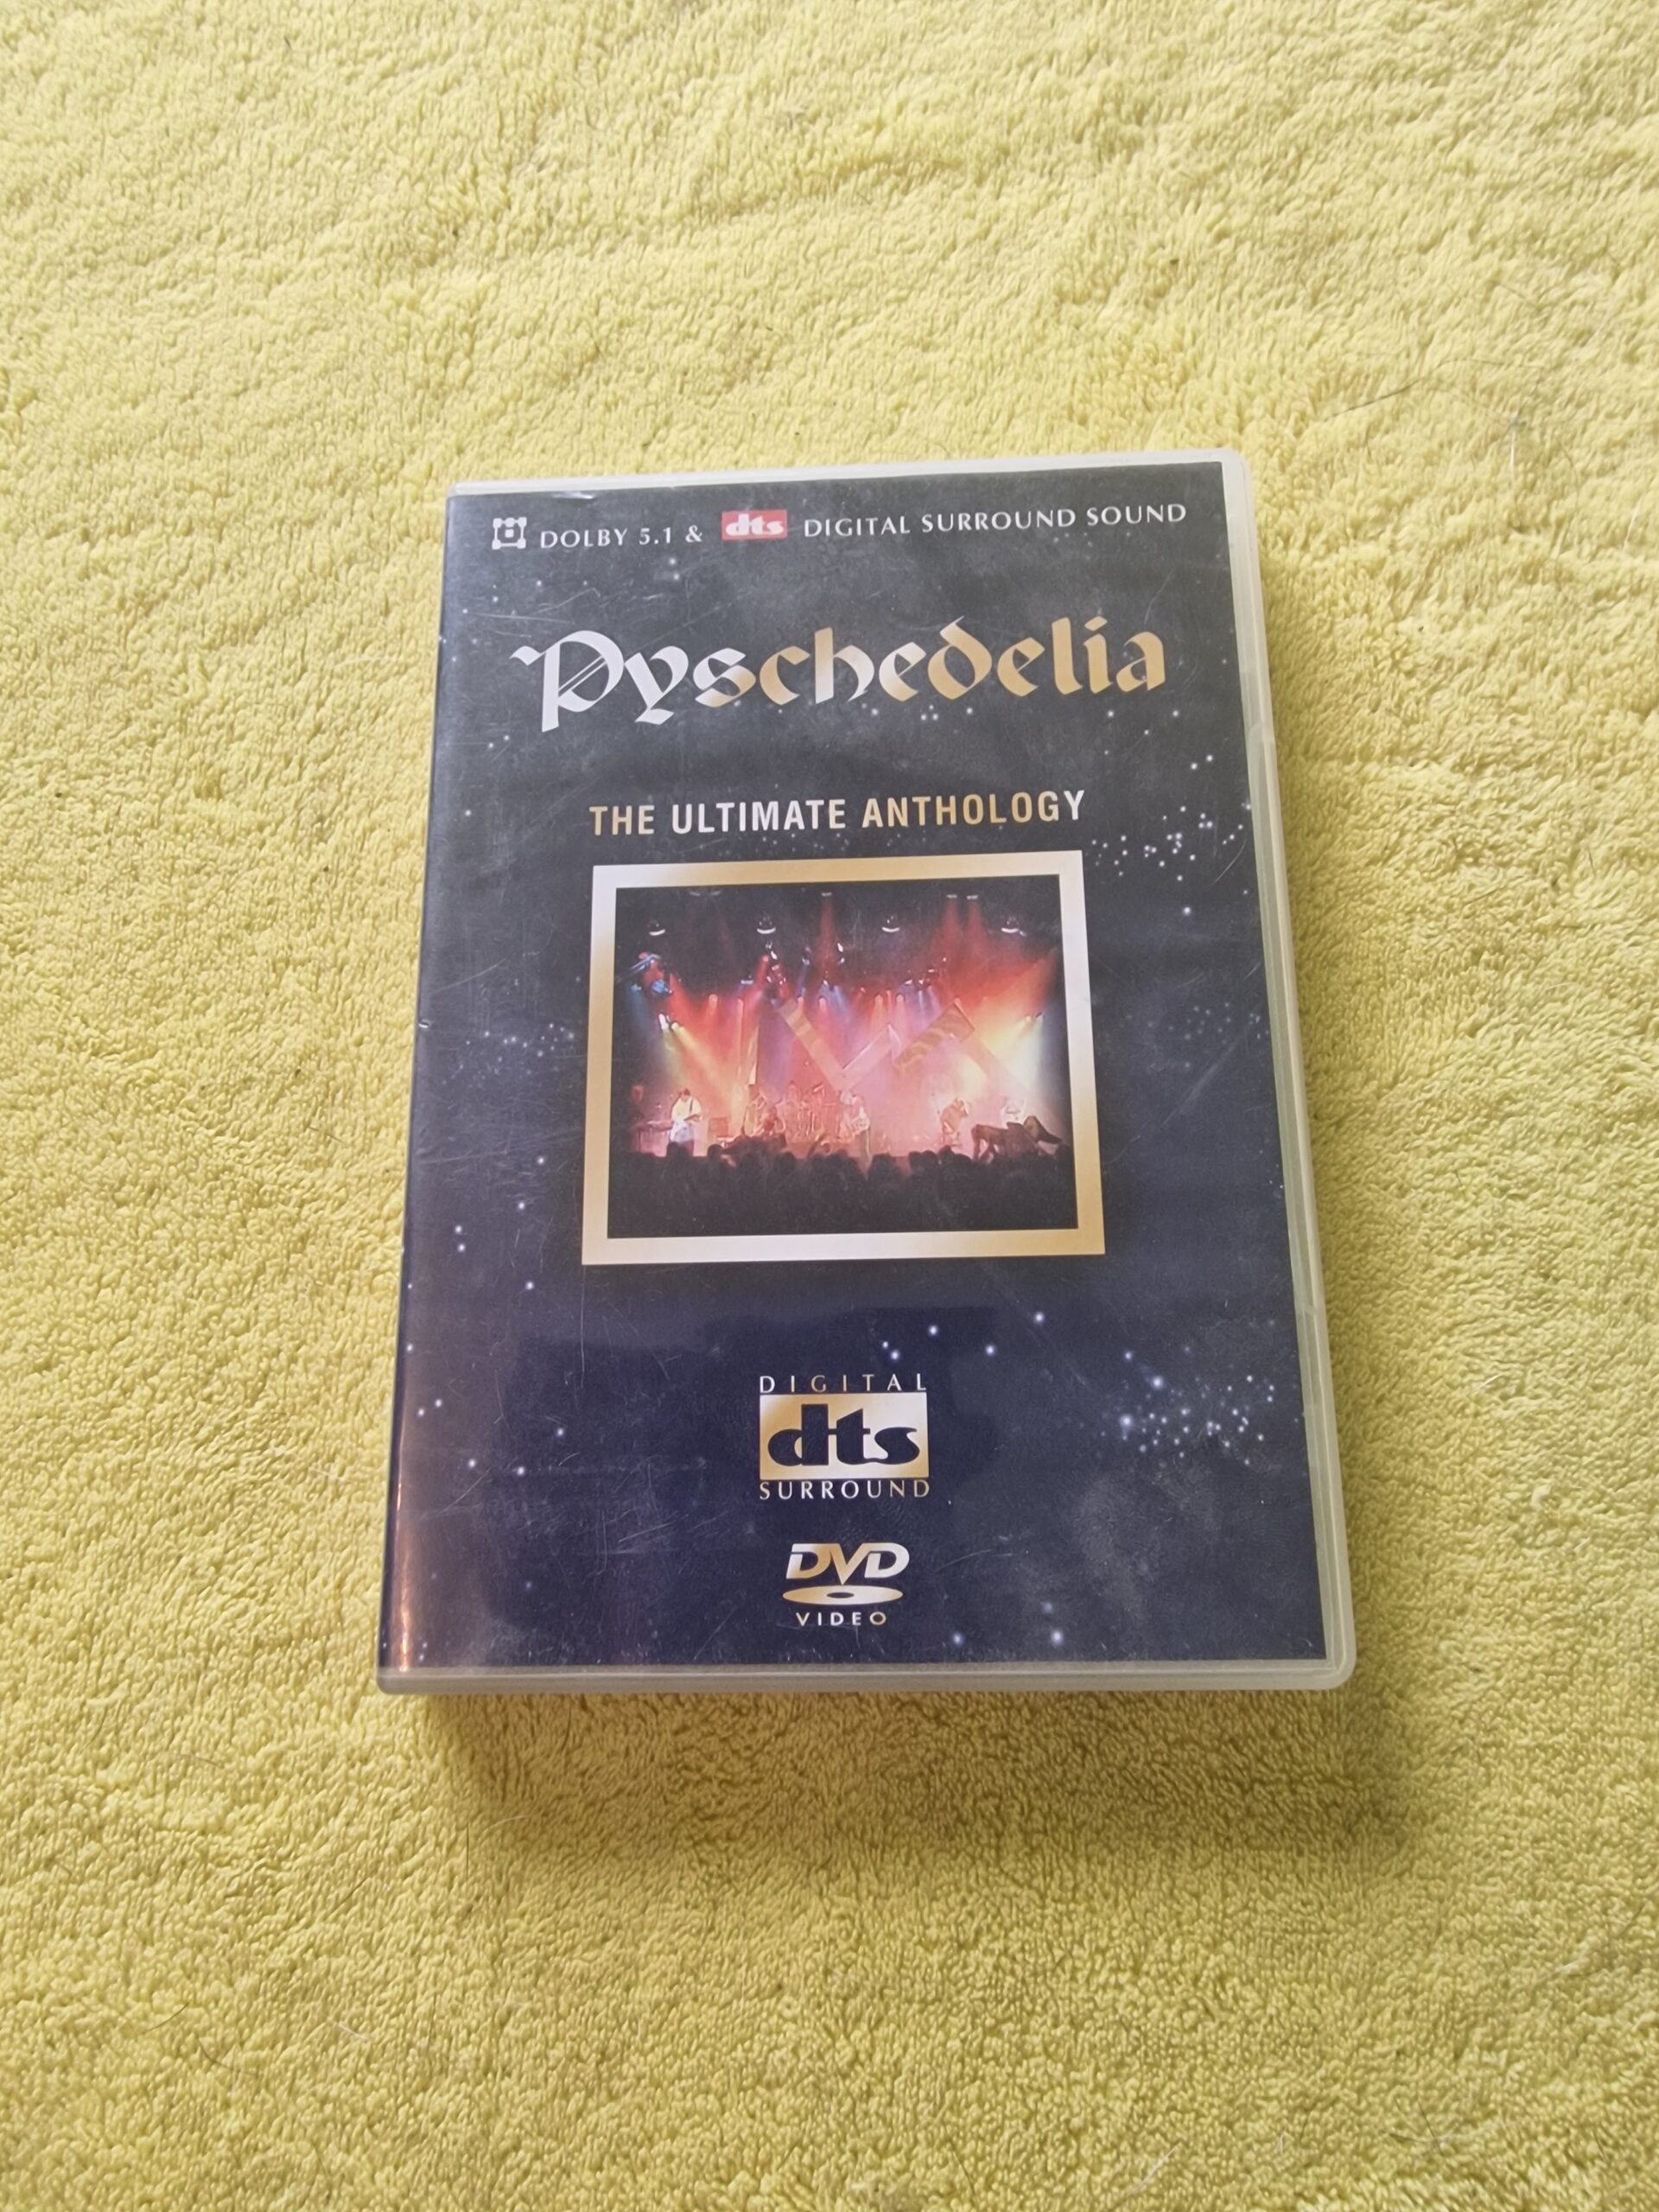 DOLBY 5.1 & dts DIGITAL SURROUND SOUND
Pyschedelia
THE ULTIMATE ANTHOLOGY
DIGITAL
dts
SURROUND
DVD
VIDEO